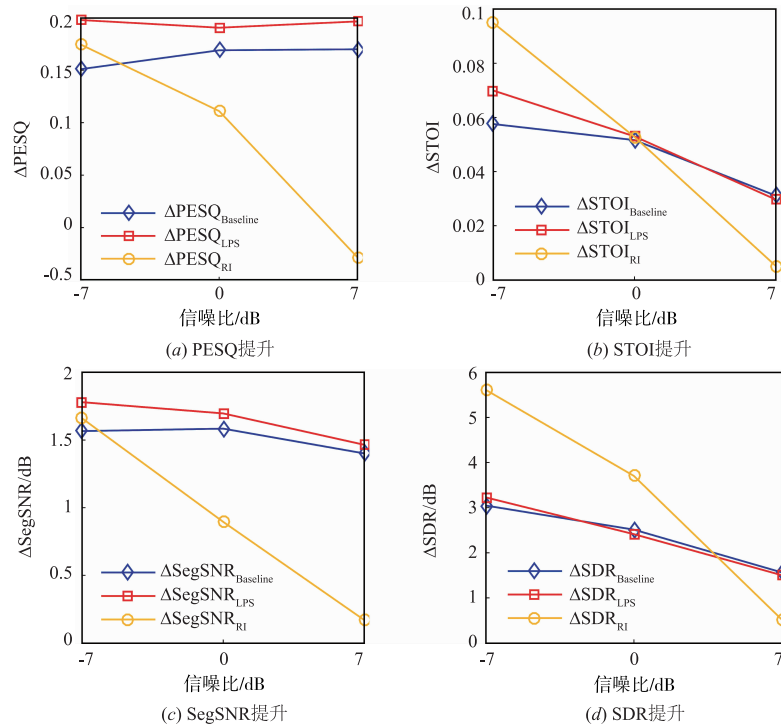 0.2
0.15
0.1
0.05
0
-0.5
ΔPESQ
ΔPESQBaseline
ΔPESQLPS
ΔPESQRI
-7 0 7
信噪比/dB
(a) PESQ提升
0.1
0.08
0.06
0.04
0.02
0
ΔSTOI
ΔSTOIBaseline
ΔSTOILPS
ΔSTOIRI
-7 0 7
信噪比/dB
(b) STOI提升
2
1.5
1
0.5
0
ΔSegSNR/dB
ΔSegSNRBaseline
ΔSegSNRLPS
ΔSegSNRRI
-7 0 7
信噪比/dB
(c) SegSNR提升
6
5
4
3
2
1
0
ΔSDR/dB
ΔSDRBaseline
ΔSDRLPS
ΔSDRRI
-7 0 7
信噪比/dB
(d) SDR提升